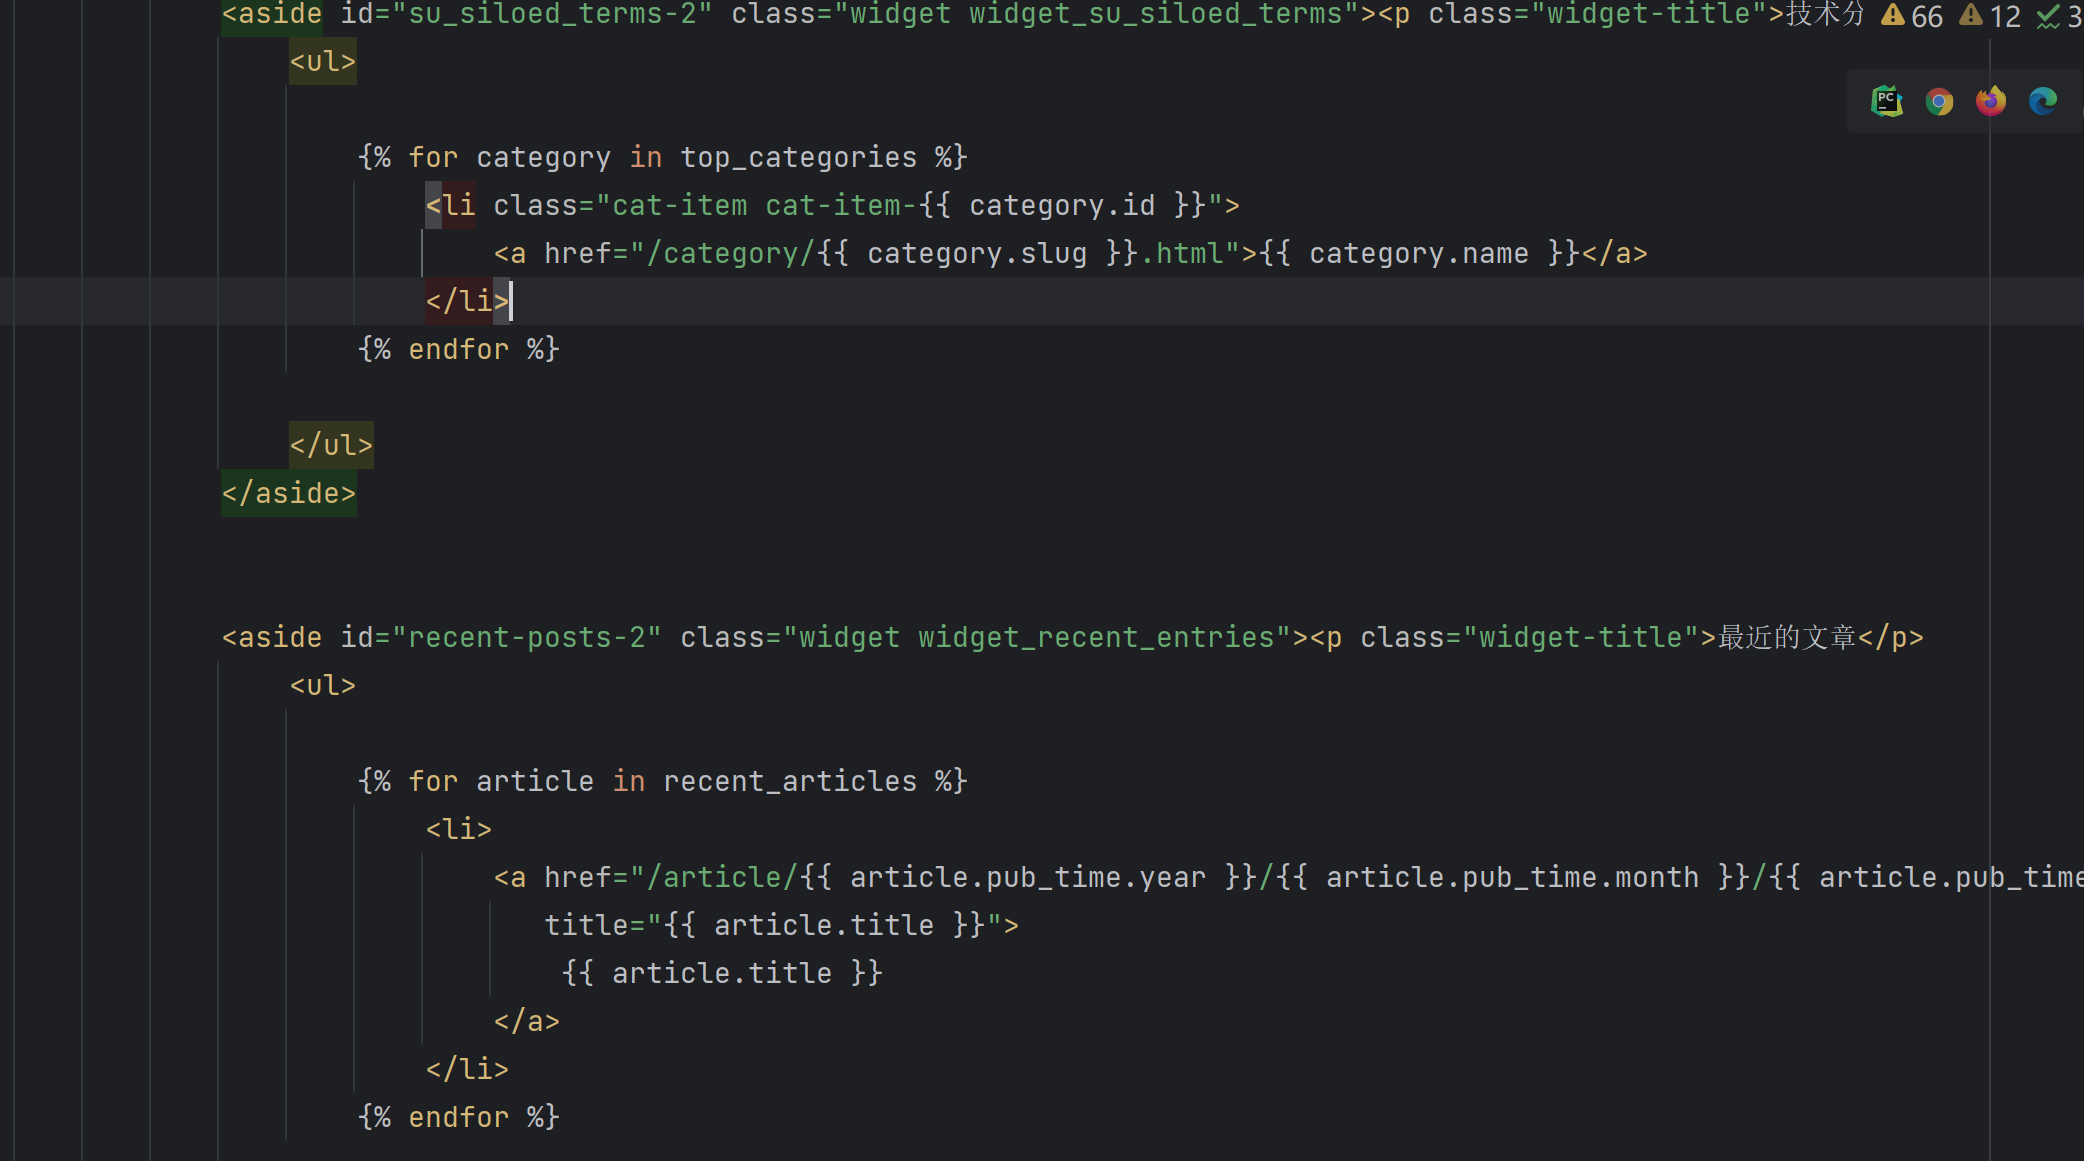 <aside id="su_siloed_terms-2" class="widget widget_su_siloed_terms"><p class="widget-title">技术分 66 12 3
<ul>
PC
{% for category in top_categories %}
<li class="cat-item cat-item-{{ category.id }}">
<a href="/category/{{ category.slug }}.html">{{ category.name }}</a>
</li>
{% endfor %}
</ul>
</aside>
<aside id="recent-posts-2" class="widget widget_recent_entries"><p class="widget-title">最近的文章</p>
<ul>
{% for article in recent_articles %}
<li>
<a href="/article/{{ article.pub_time.year }}/{{ article.pub_time.month }}/{{ article.pub_time
title="{{ article.title }}">
{{ article.title }}
</a>
</li>
{% endfor %}